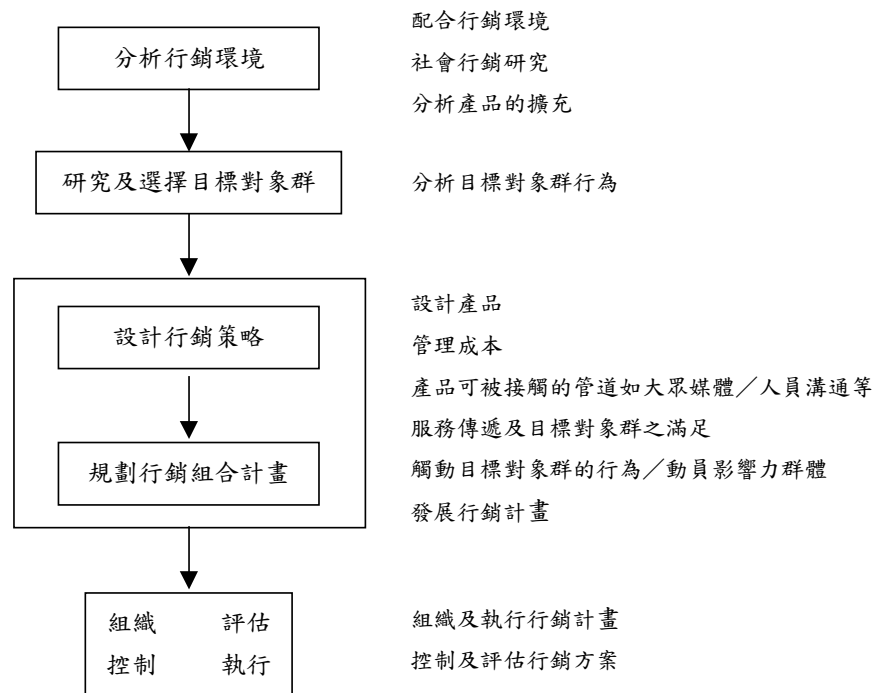 配合行銷環境
分析行銷環境 社會行銷研究
分析產品的擴充
研究及選擇目標對象群 分析目標對象群行為
設計產品
設計行銷策略 管理成本
產品可被接觸的管道如大眾媒體／人員溝通等
服務傳遞及目標對象群之滿足
規劃行銷組合計畫 觸動目標對象群的行為／動員影響力群體
發展行銷計畫
組織 評估 組織及執行行銷計畫
控制 執行 控制及評估行銷方案